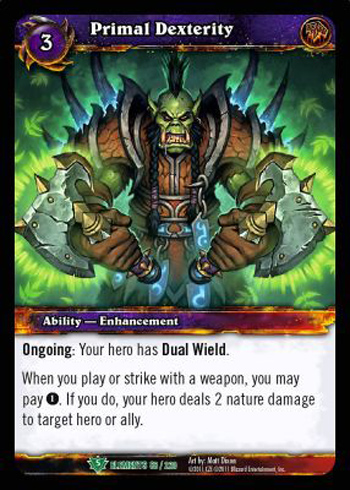 3
Primal Dexterity
Ability — Enhancement
Ongoing: Your hero has Dual Wield.
When you play or strike with a weapon, you may
pay 1. If you do, your hero deals 2 nature damage
to target hero or ally.
Art by: Matt Dixon